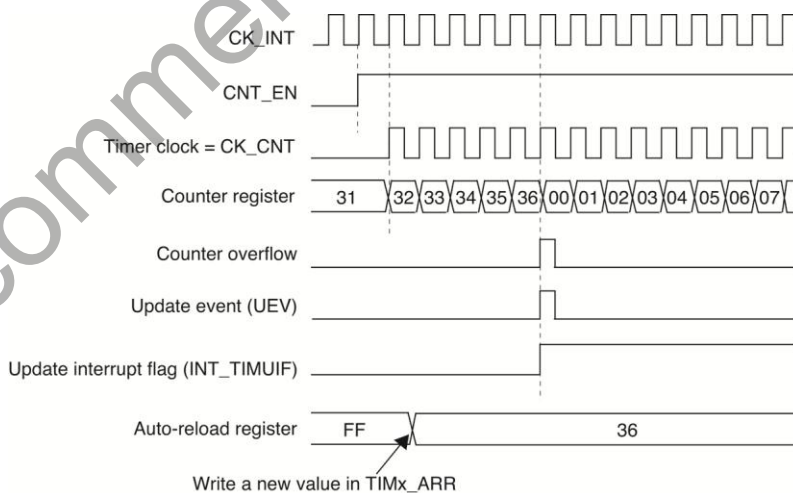 CK_INT
CNT_EN
Timer clock = CK_CNT
Counter register 31 32 33 34 35 36 00 01 02 03 04 05 06 07
Counter overflow
Update event (UEV)
Update interrupt flag (INT_TIMUIF)
Auto-reload register FF 36
Write a new value in TIMx_ARR
comme